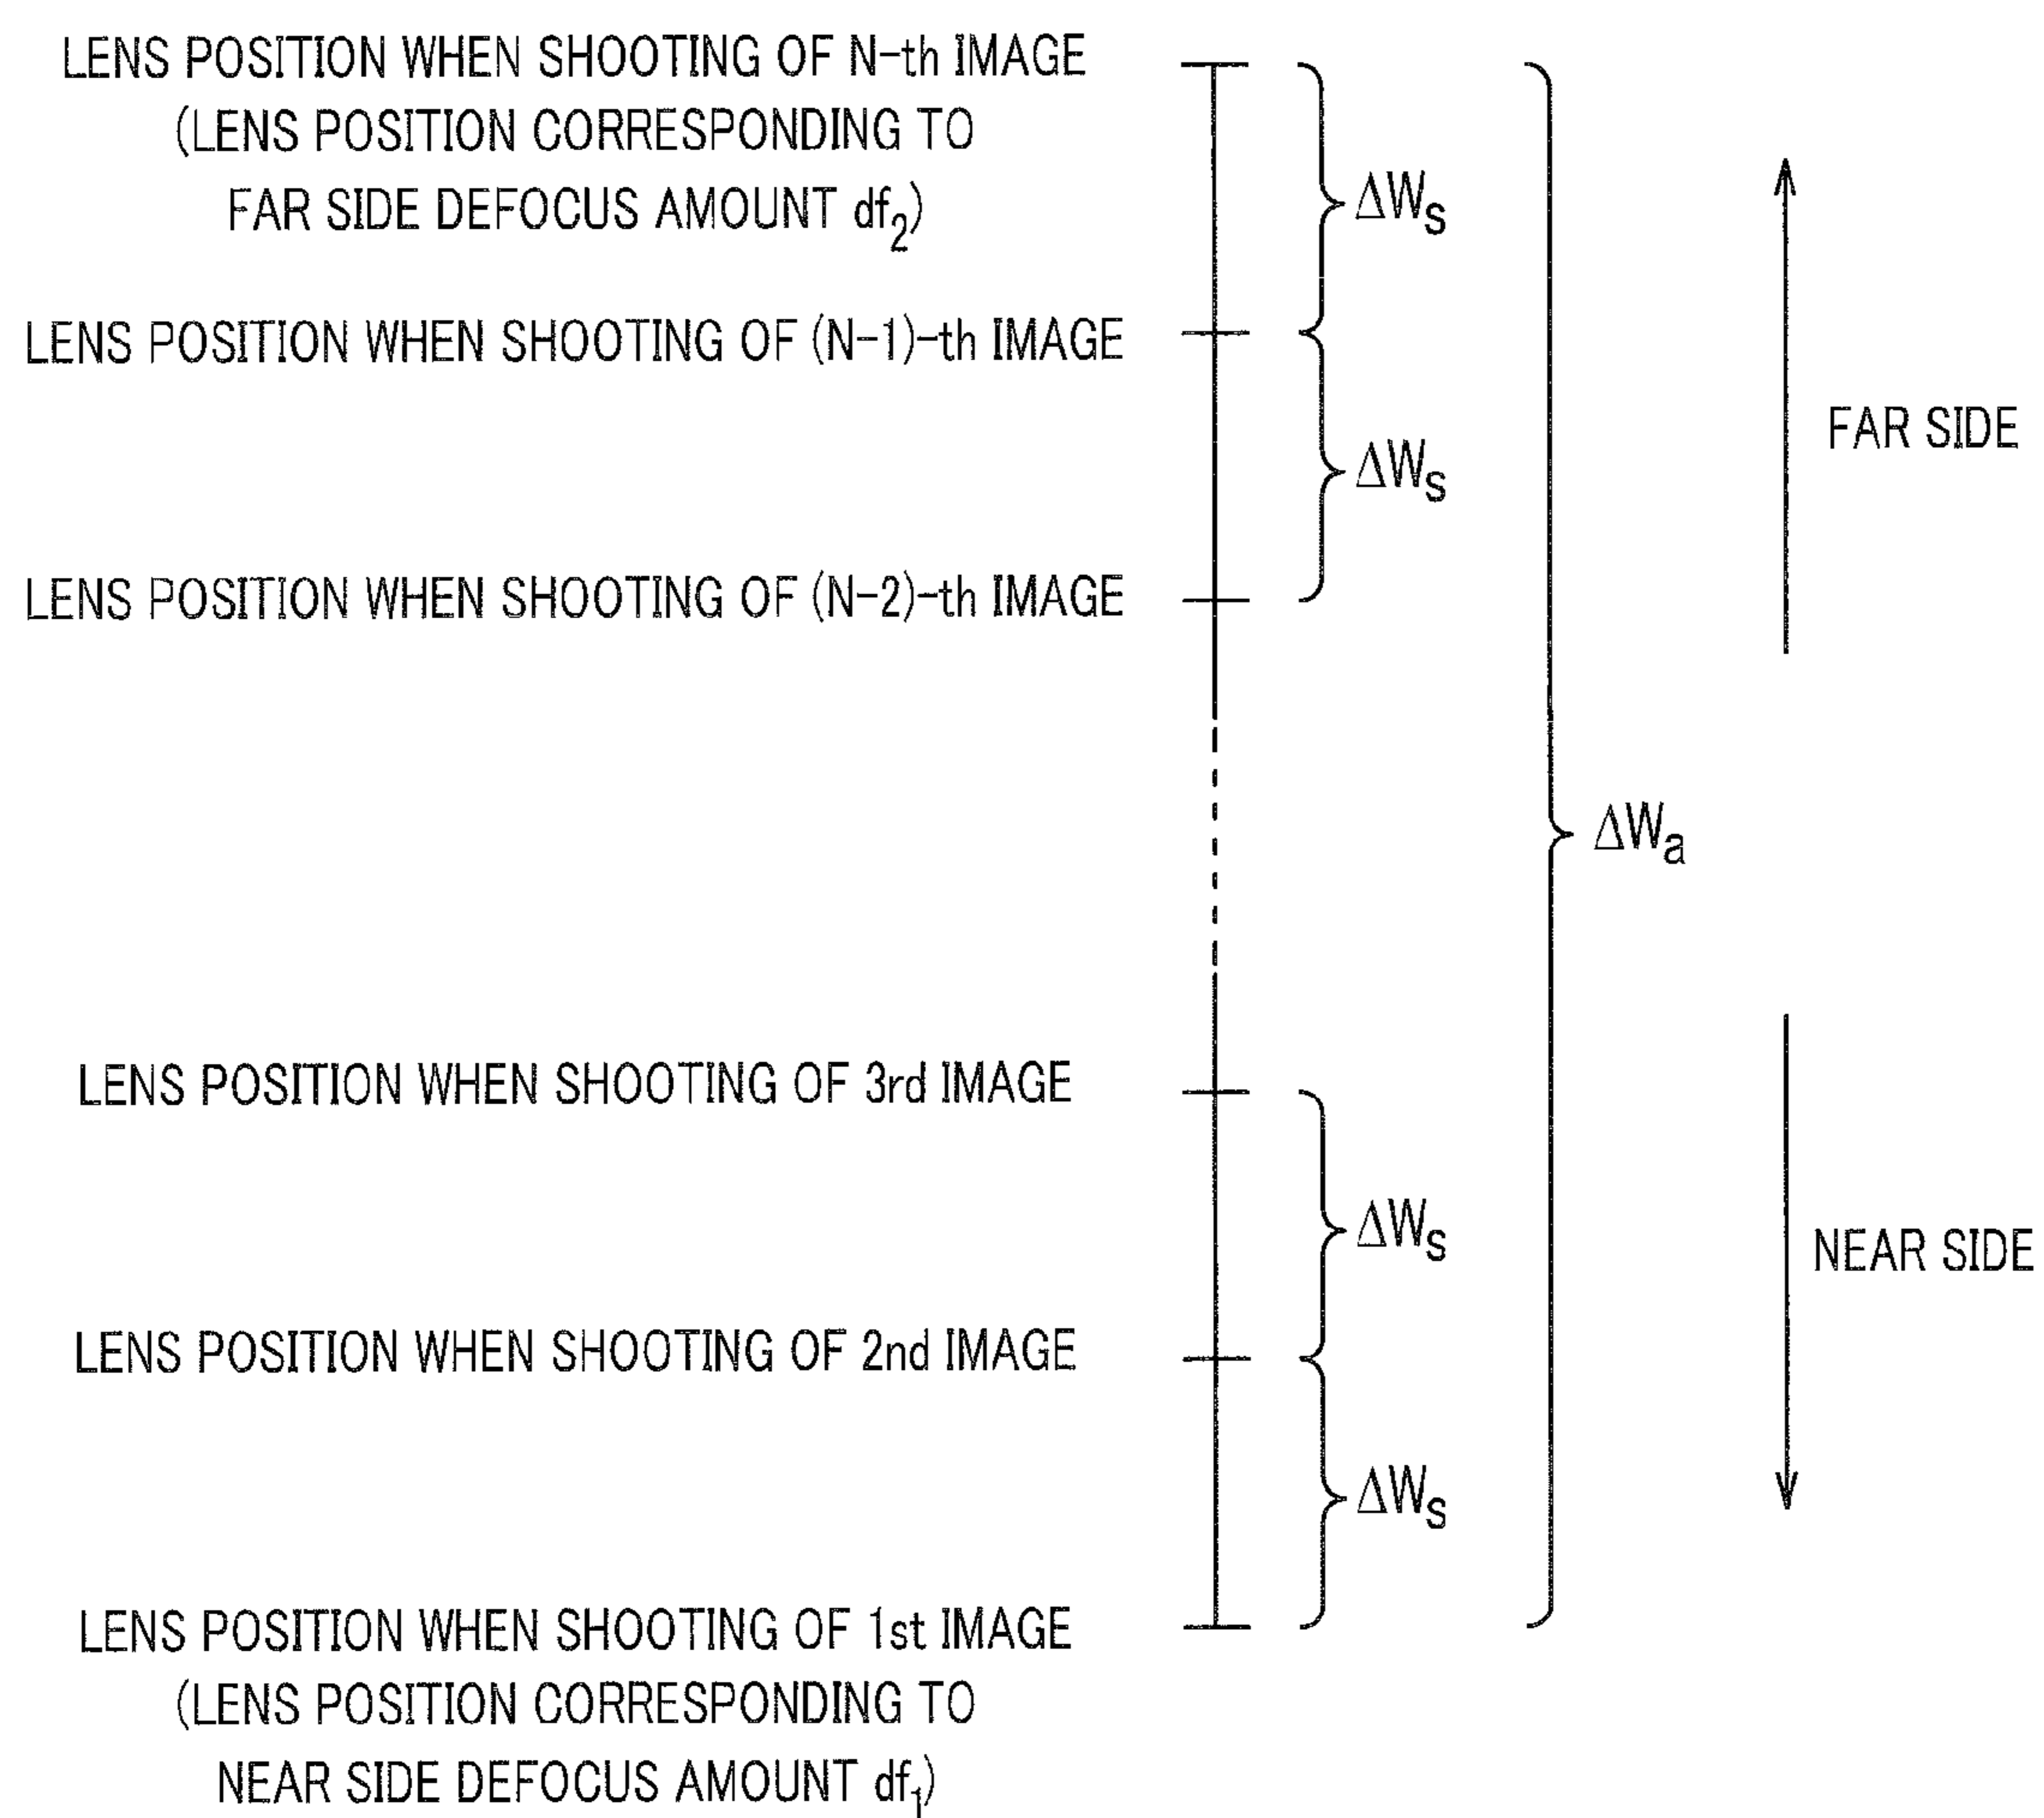 LENS POSITION WHEN SHOOTING OF N-th IMAGE
(LENS POSITION CORRESPONDING TO
FAR SIDE DEFOCUS AMOUNT df₂)
ΔWs
LENS POSITION WHEN SHOOTING OF (N-1)-th IMAGE
FAR SIDE
ΔWs
LENS POSITION WHEN SHOOTING OF (N-2)-th IMAGE
ΔWa
LENS POSITION WHEN SHOOTING OF 3rd IMAGE
ΔWs
NEAR SIDE
LENS POSITION WHEN SHOOTING OF 2nd IMAGE
ΔWs
LENS POSITION WHEN SHOOTING OF 1st IMAGE
(LENS POSITION CORRESPONDING TO
NEAR SIDE DEFOCUS AMOUNT df₁)